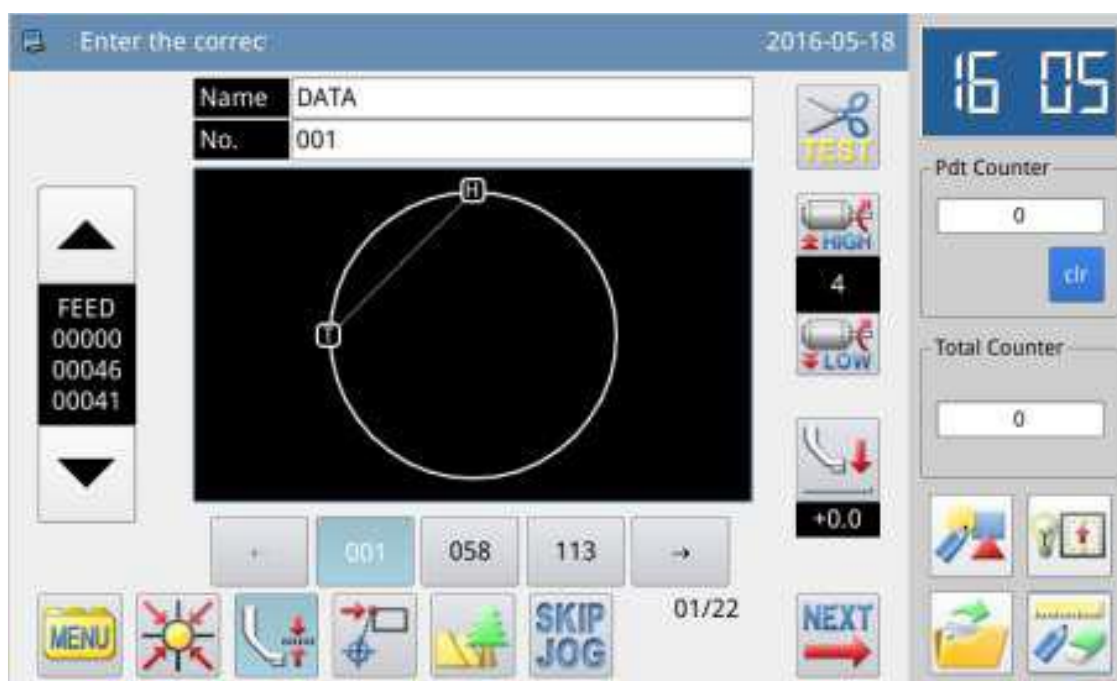 Enter the correc 2016-05-18
16 05
Name DATA
No. 001
TEST
H
T
HIGH
4
LOW
FEED
00000
00046
00041
+0.0
← 001 058 113 →
01/22
MENU
SKIP
JOG
NEXT
Pdt Counter
0
clr
Total Counter
0